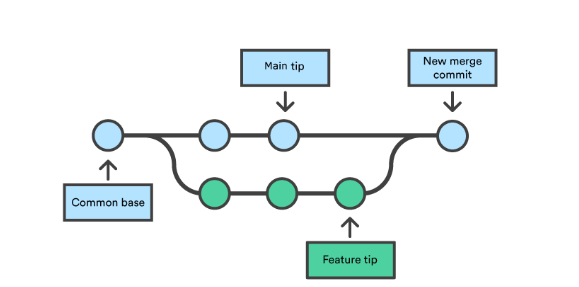 Main tip
New merge
commit
Common base
Feature tip